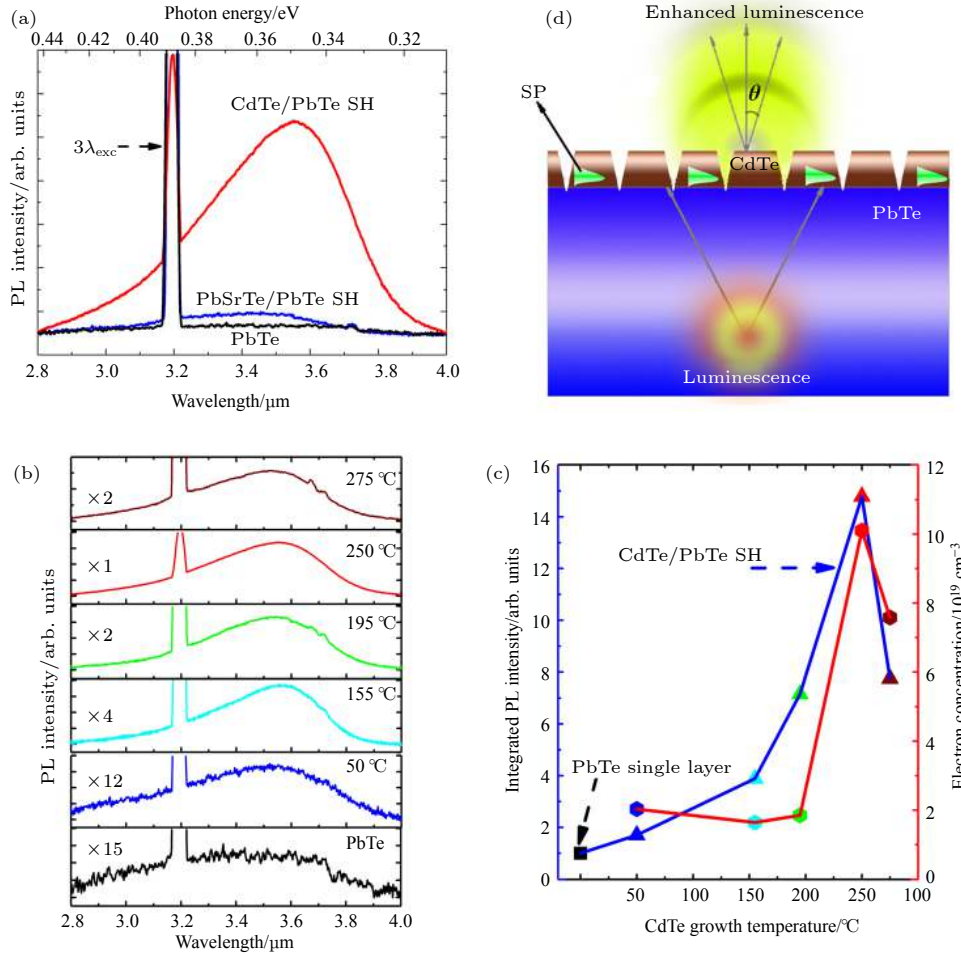 (a)
Photon energy/eV
0.44 0.42 0.40 0.38 0.36 0.34 0.32
CdTe/PbTe SH
3λexc
PbSrTe/PbTe SH
PbTe
PL intensity/arb. units
2.8 3.0 3.2 3.4 3.6 3.8 4.0
Wavelength/µm
(d)
Enhanced luminescence
SP
θ
CdTe
PbTe
Luminescence
(b)
×2 275 ℃
×1 250 ℃
×2 195 ℃
×4 155 ℃
×12 50 ℃
×15 PbTe
PL intensity/arb. units
2.8 3.0 3.2 3.4 3.6 3.8 4.0
Wavelength/µm
(c)
16
14
12
10
8
6
4
2
0
Integrated PL intensity/arb. units
CdTe/PbTe SH
PbTe single layer
12
10
8
6
4
2
0
Electron concentration/10¹⁹ cm⁻³
50 100 150 200 250 100
CdTe growth temperature/℃